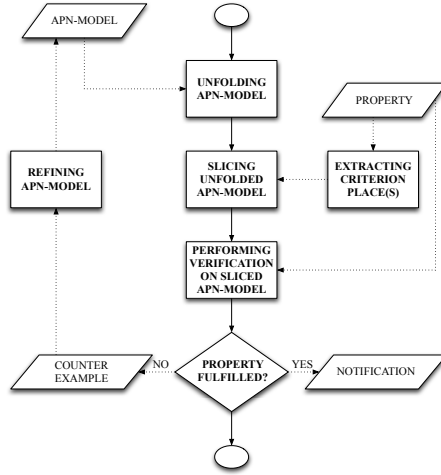 APN-MODEL
UNFOLDING
APN-MODEL
PROPERTY
REFINING
APN-MODEL
SLICING
UNFOLDED
APN-MODEL
EXTRACTING
CRITERION
PLACE(S)
PERFORMING
VERIFICATION
ON SLICED
APN-MODEL
COUNTER
EXAMPLE
NO
PROPERTY
FULFILLED?
YES
NOTIFICATION